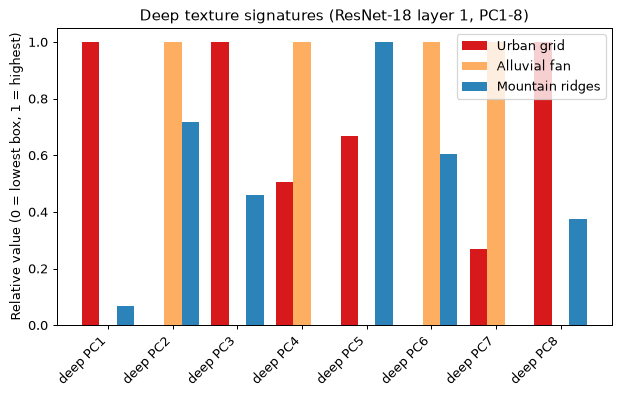 Deep texture signatures (ResNet-18 layer 1, PC1-8)
Relative value (0 = lowest box, 1 = highest)
1.0
0.8
0.6
0.4
0.2
0.0
Urban grid
Alluvial fan
Mountain ridges
deep PC1
deep PC2
deep PC3
deep PC4
deep PC5
deep PC6
deep PC7
deep PC8